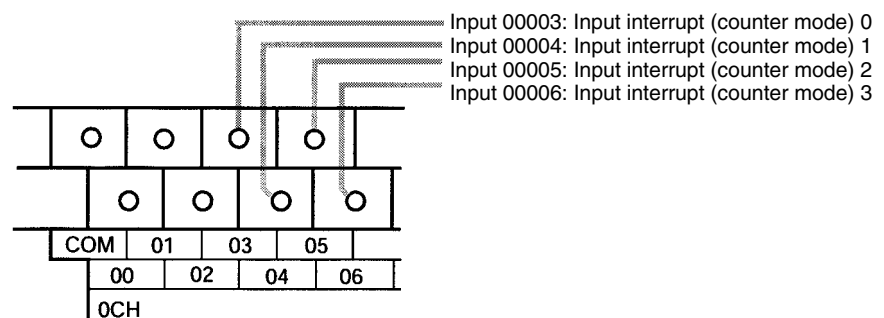 Input 00003: Input interrupt (counter mode) 0
Input 00004: Input interrupt (counter mode) 1
Input 00005: Input interrupt (counter mode) 2
Input 00006: Input interrupt (counter mode) 3
COM 01 03 05
00 02 04 06
0CH